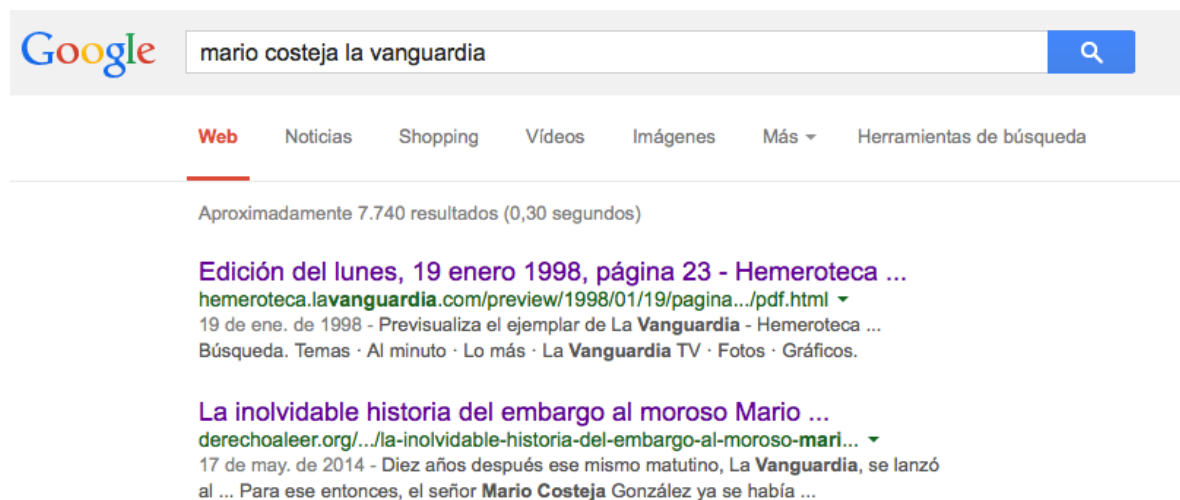 Google mario costeja la vanguardia
Web Noticias Shopping Vídeos Imágenes Más Herramientas de búsqueda
Aproximadamente 7.740 resultados (0,30 segundos)
Edición del lunes, 19 enero 1998, página 23 - Hemeroteca ...
hemeroteca.lavanguardia.com/preview/1998/01/19/pagina.../pdf.html
19 de ene. de 1998 - Previsualiza el ejemplar de La Vanguardia - Hemeroteca ...
Búsqueda. Temas · Al minuto · Lo más · La Vanguardia TV · Fotos · Gráficos.
La inolvidable historia del embargo al moroso Mario ...
derechoaleer.org/.../la-inolvidable-historia-del-embargo-al-moroso-mari...
17 de may. de 2014 - Diez años después ese mismo matutino, La Vanguardia, se lanzó
al ... Para ese entonces, el señor Mario Costeja González ya se había ...